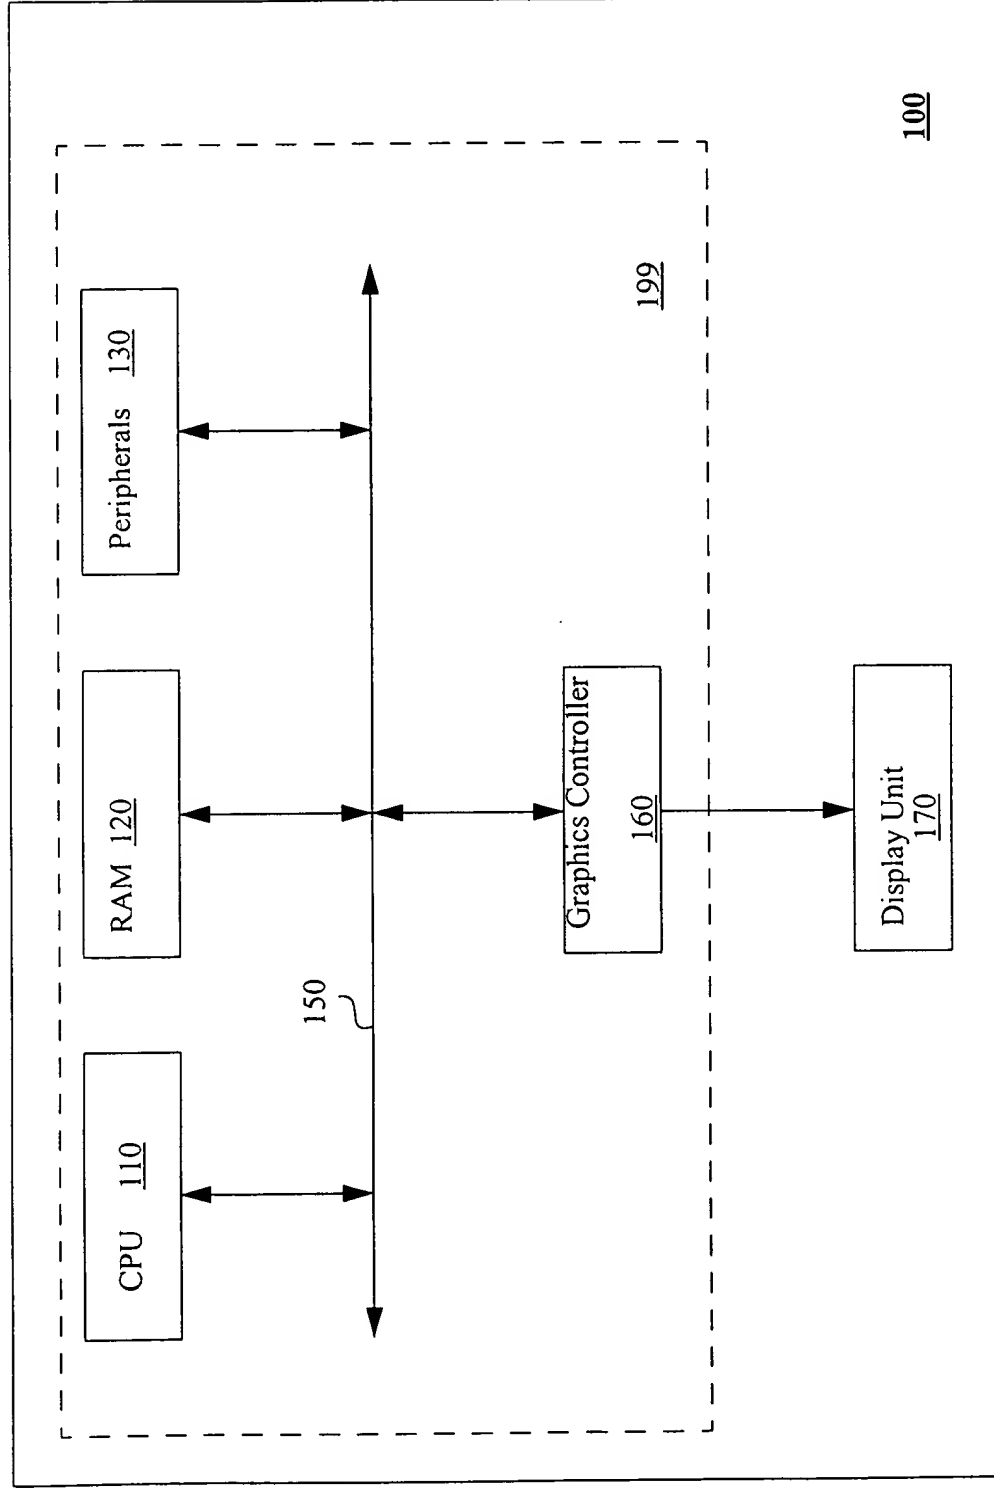 CPU 110
RAM 120
Peripherals 130
150
Graphics Controller
160
199
Display Unit
170
100